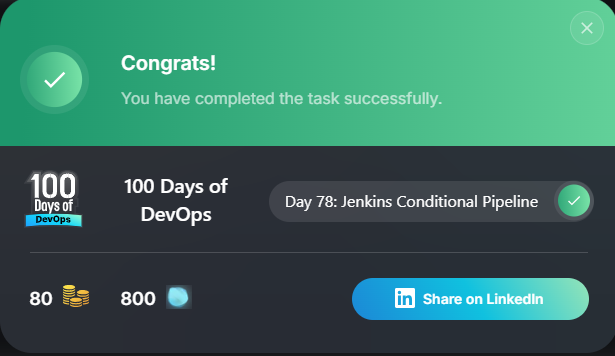 Congrats!
You have completed the task successfully.
100
Days of
DevOps
100 Days of
DevOps
Day 78: Jenkins Conditional Pipeline
80
800
in Share on LinkedIn